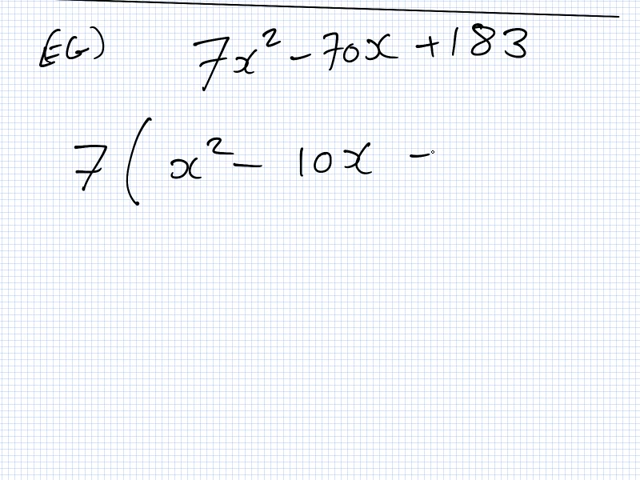 EG) 7x² - 70x + 183
7( x² - 10x -